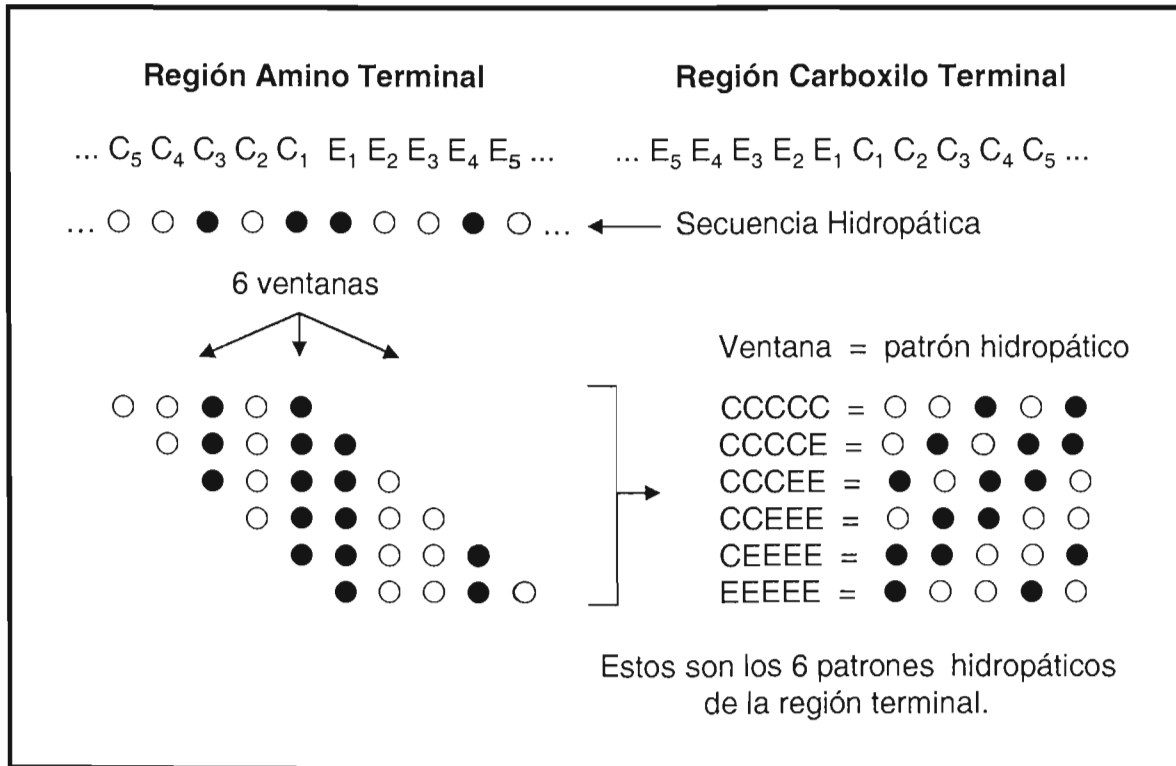 Región Amino Terminal
Región Carboxilo Terminal
... C5 C4 C3 C2 C1 E1 E2 E3 E4 E5 ...
... E5 E4 E3 E2 E1 C1 C2 C3 C4 C5 ...
... ○ ○ ● ○ ● ● ○ ○ ● ○ ...
Secuencia Hidropática
6 ventanas
Ventana = patrón hidropático
CCCCC = ○ ○ ● ○ ●
CCCCE = ○ ● ○ ● ●
CCCEE = ● ○ ● ● ○
CCEEE = ○ ● ● ○ ○
CEEEE = ● ● ○ ○ ●
EEEEE = ● ○ ○ ● ○
Estos son los 6 patrones hidropáticos
de la región terminal.